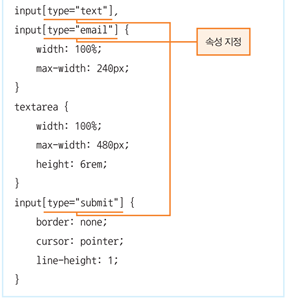 input[type="text"],
input[type="email"] {
width: 100%;
max-width: 240px;
}
속성 지정
textarea {
width: 100%;
max-width: 480px;
height: 6rem;
}
input[type="submit"] {
border: none;
cursor: pointer;
line-height: 1;
}